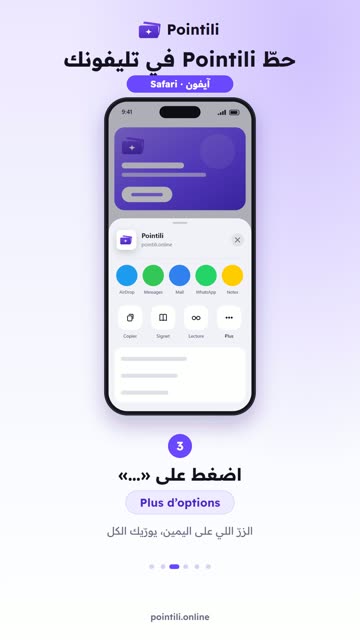 Pointili
حطّ Pointili في تليفونك
آيفون · Safari
9:41
Pointili
pointili.online
AirDrop Messages Mail WhatsApp Notes
Copier Signet Lecture Plus
3
اضغط على «...»
Plus d'options
الزرّ اللي على اليمين، يورّيك الكل
pointili.online